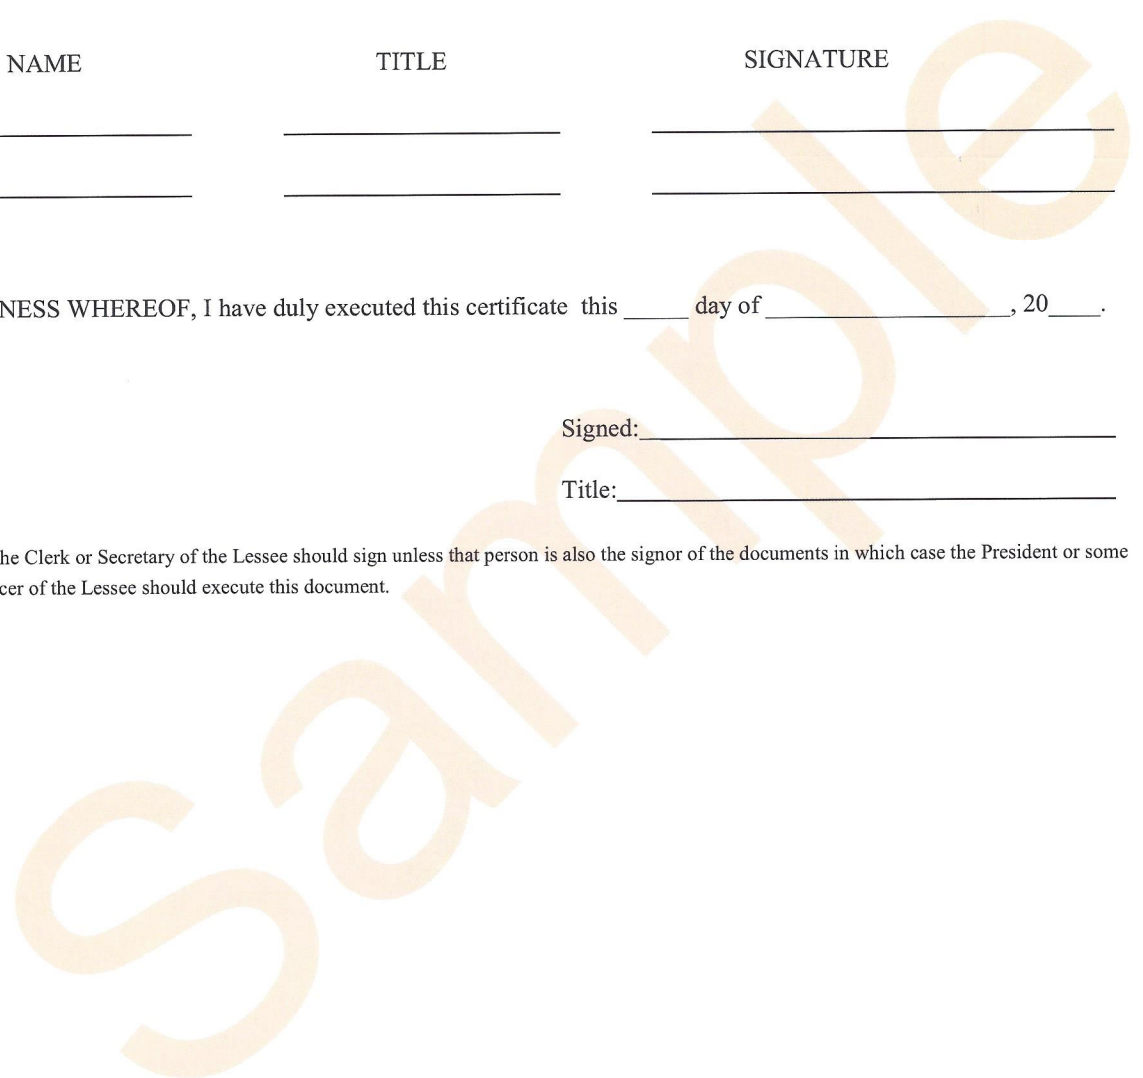 NAME TITLE SIGNATURE
NESS WHEREOF, I have duly executed this certificate this _____ day of ___________________, 20____.
Signed:
Title:
he Clerk or Secretary of the Lessee should sign unless that person is also the signor of the documents in which case the President or some
cer of the Lessee should execute this document.
Sample